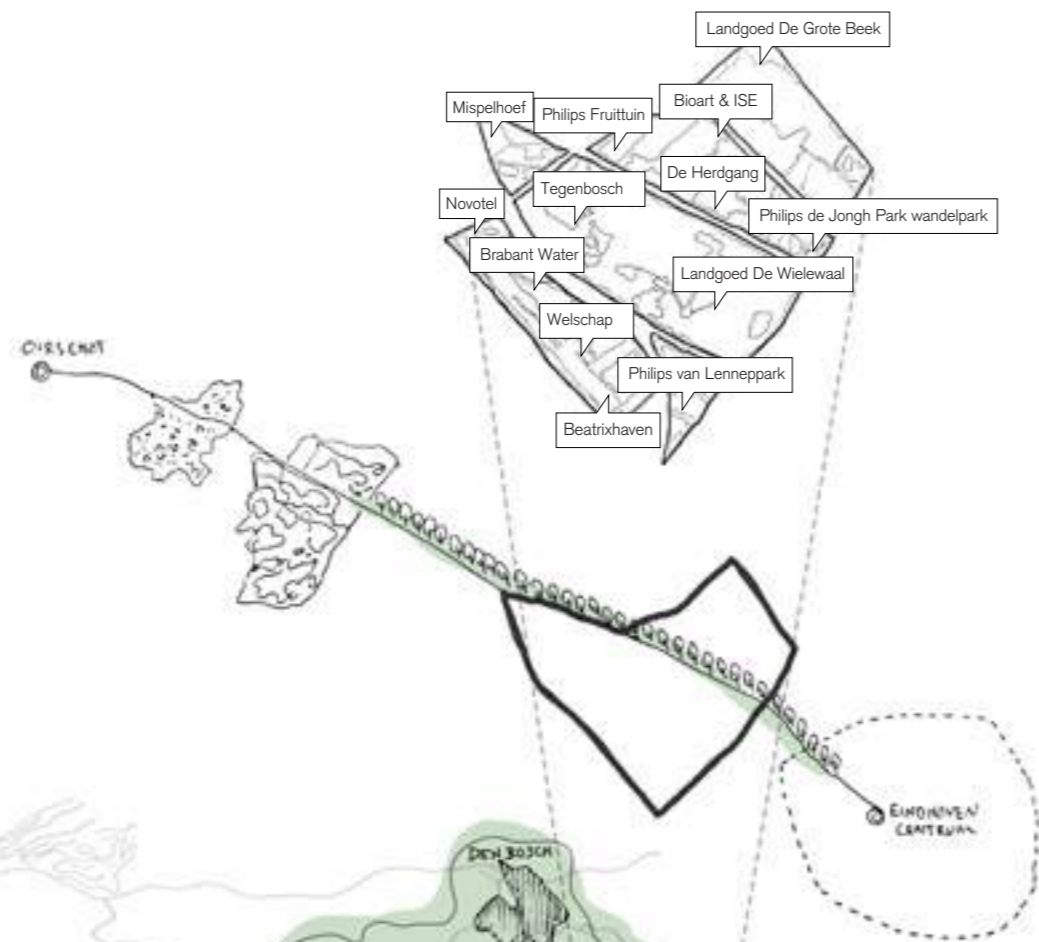 Landgoed De Grote Beek
Mispelhoef
Philips Fruittuin
Bioart & ISE
De Herdgang
Tegenbosch
Novotel
Philips de Jongh Park wandelpark
Brabant Water
Landgoed De Wielewaal
Welschap
Philips van Lenneppark
Beatrixhaven
OIRSCHOT
EINDHOVEN
CENTRUM
DEN BOSCH